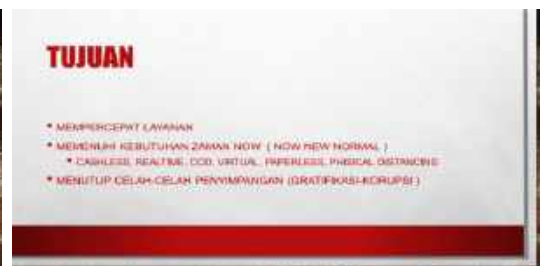 TUJUAN
• MEMPERCEPAT LAYANAN
• MEMENUHI KEBUTUHAN ZAMAN NOW ( NOW NEW NORMAL )
• CASHLESS, REALTIME, COD, VIRTUAL, PAPERLESS, PHISICAL DISTANCING
• MENUTUP CELAH-CELAH PENYIMPANGAN (GRATIFIKASI-KORUPSI )